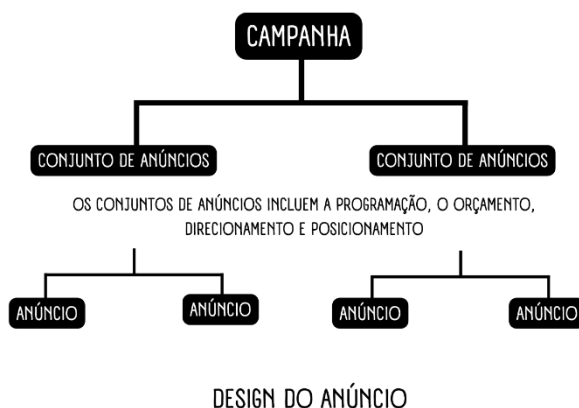 CAMPANHA
CONJUNTO DE ANÚNCIOS
CONJUNTO DE ANÚNCIOS
OS CONJUNTOS DE ANÚNCIOS INCLUEM A PROGRAMAÇÃO, O ORÇAMENTO,
DIRECIONAMENTO E POSICIONAMENTO
ANÚNCIO
ANÚNCIO
ANÚNCIO
ANÚNCIO
DESIGN DO ANÚNCIO